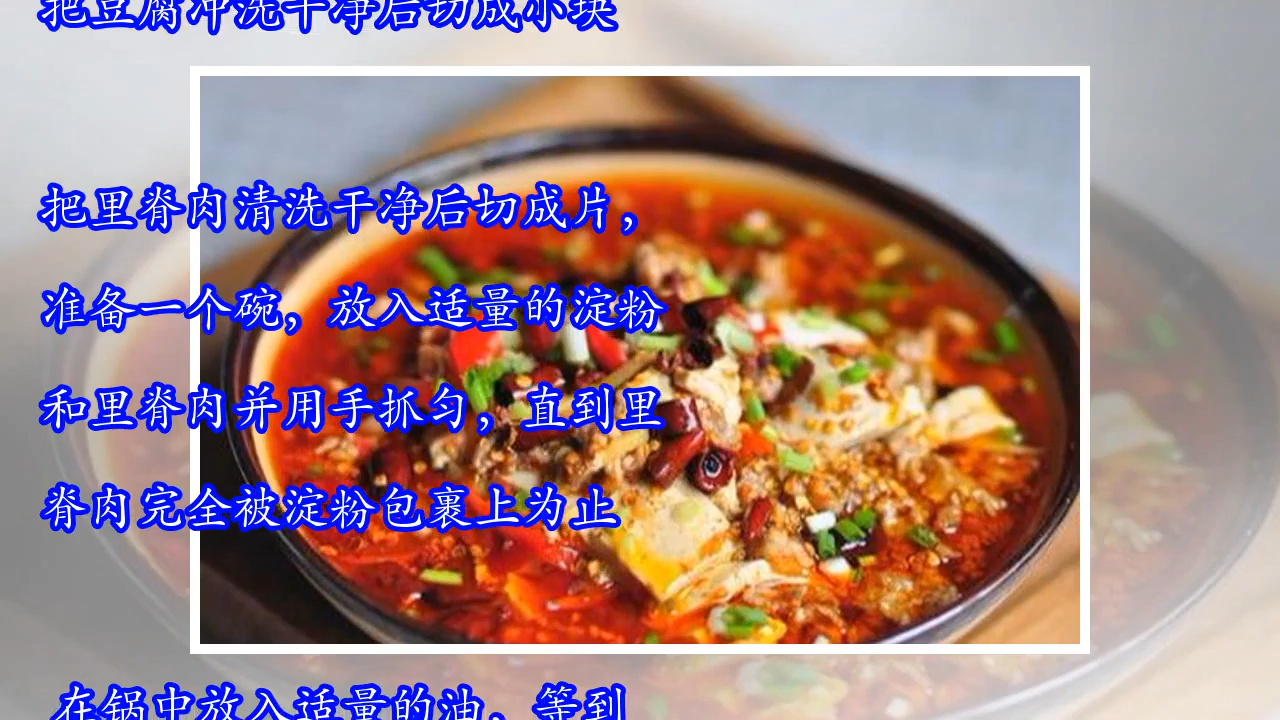 把豆腐冲洗干净后切成小块
把里脊肉清洗干净后切成片，
准备一个碗，放入适量的淀粉
和里脊肉并用手抓匀，直到里
脊肉完全被淀粉包裹上为止
在锅中放入适量的油，等到